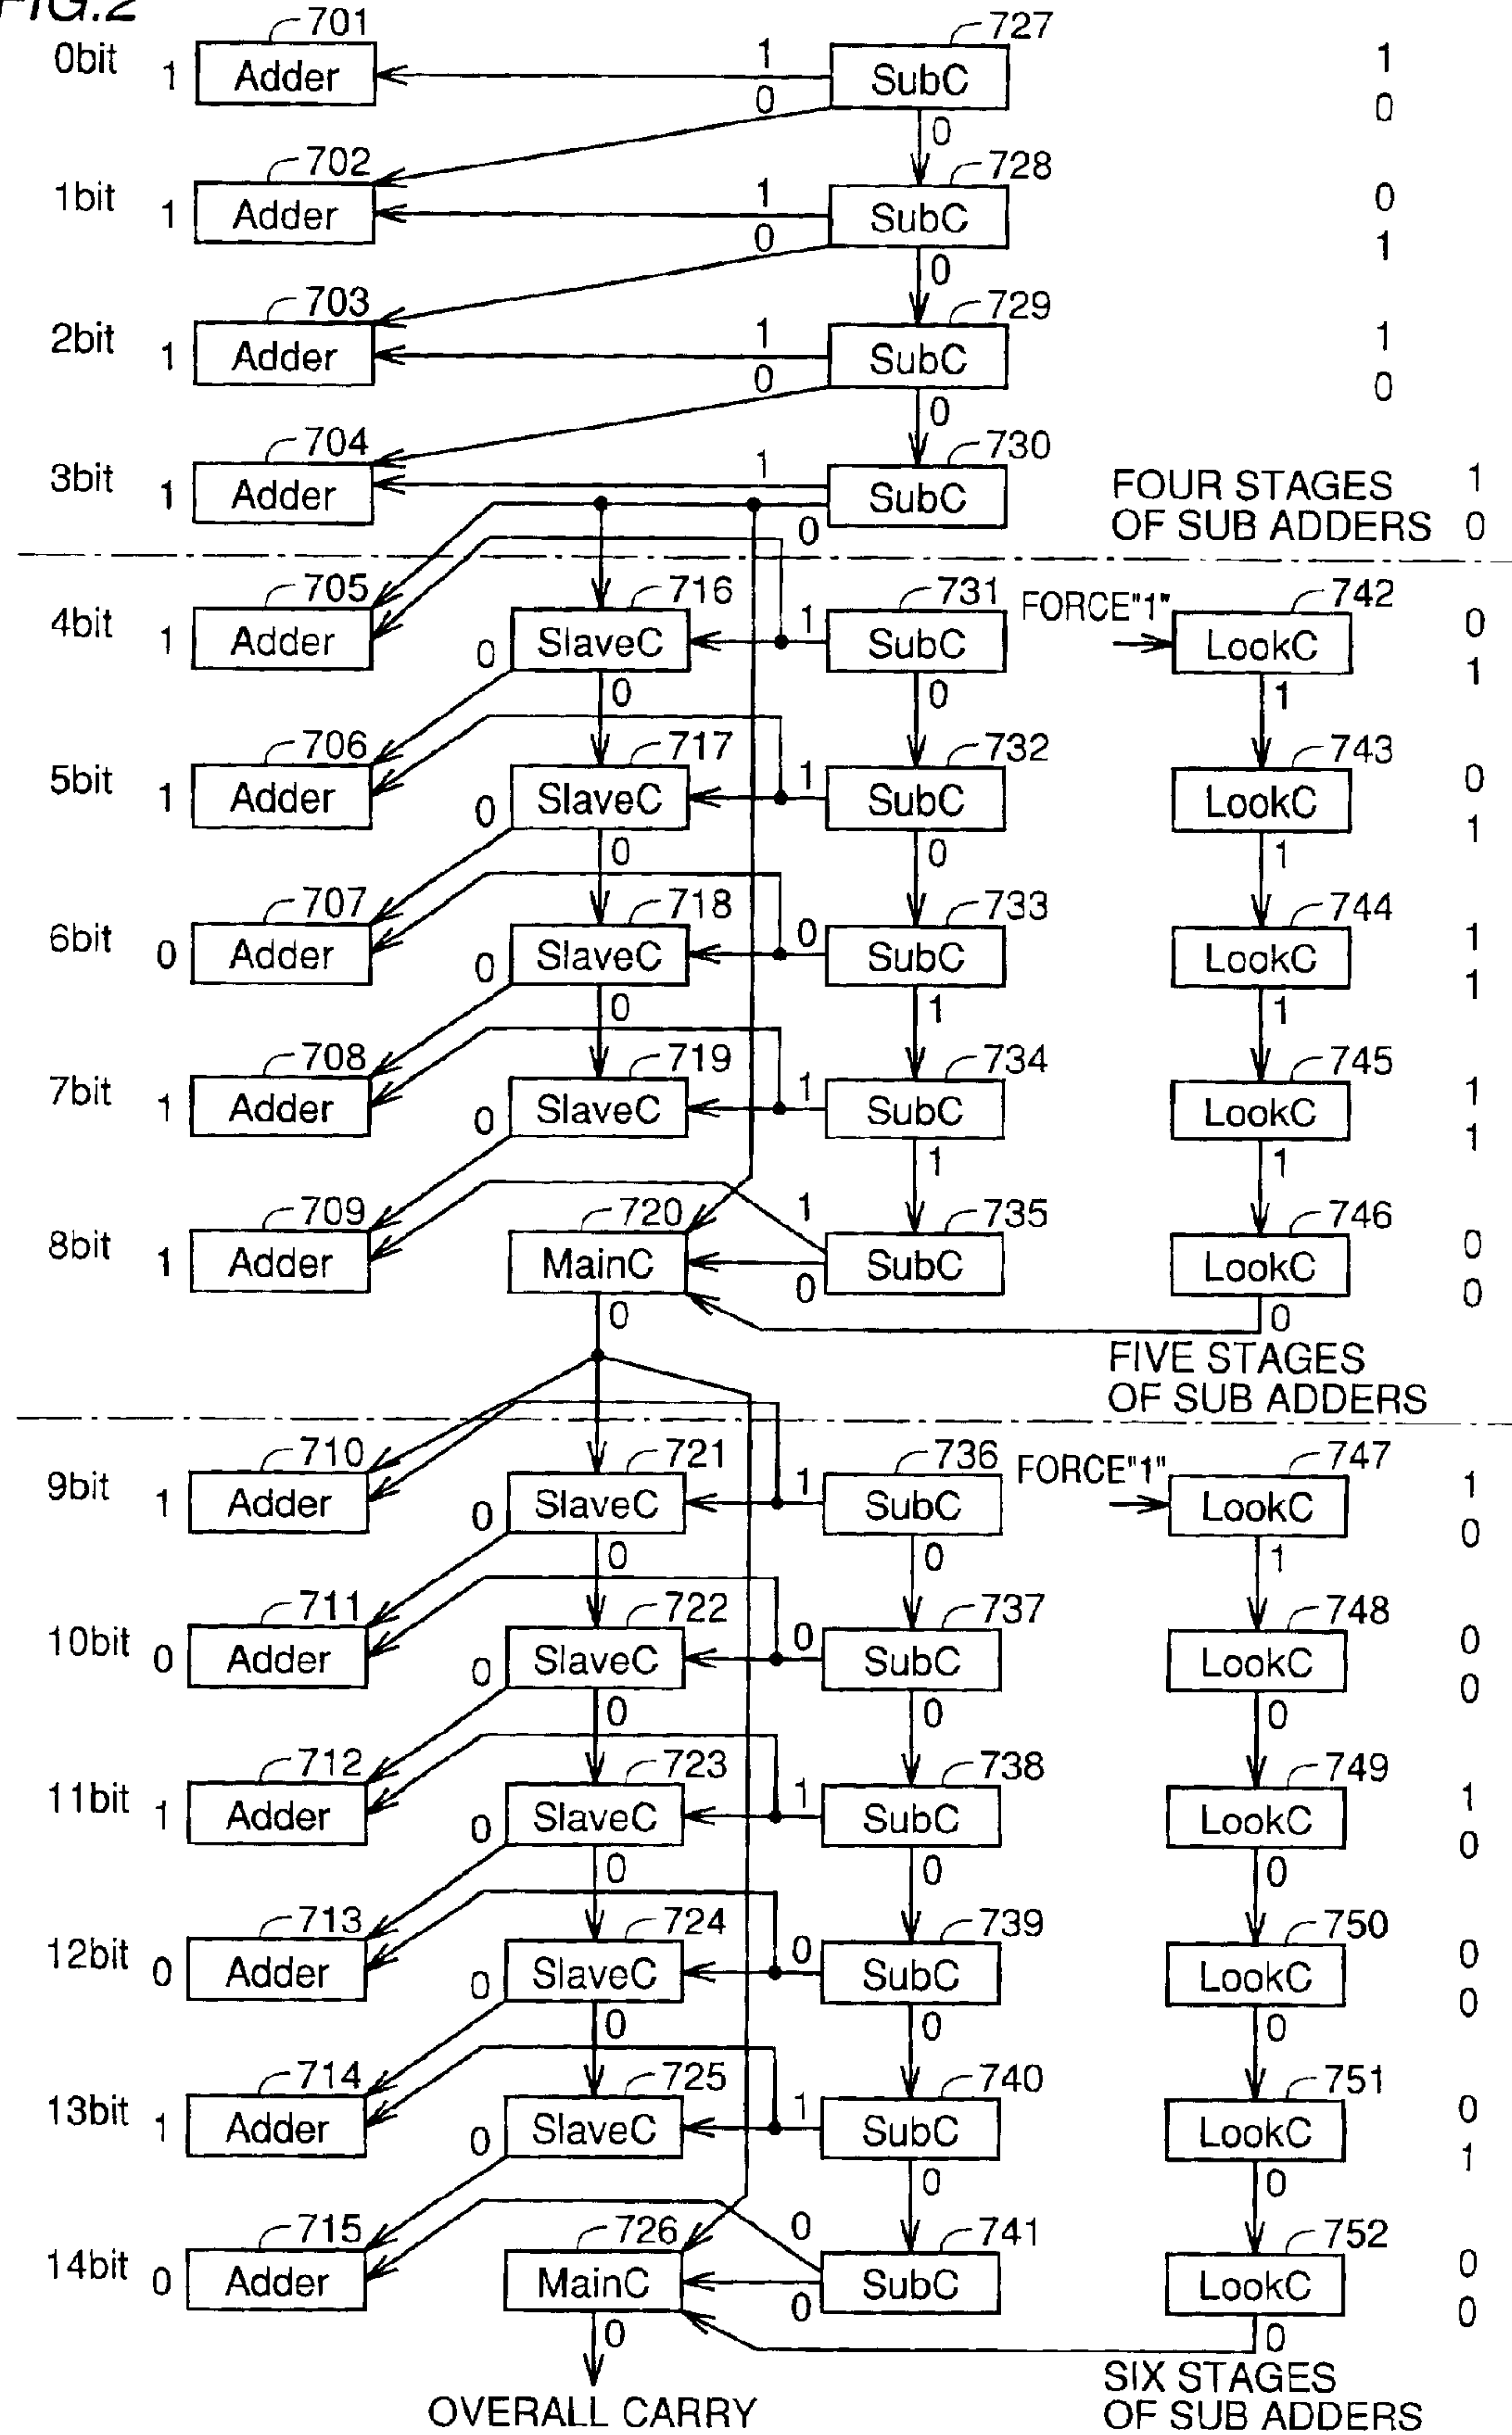 FIG.2
701 727
0bit 1 Adder 1 0 SubC 1 0
0
702 728
1bit 1 Adder 1 0 SubC 0 1
0
703 729
2bit 1 Adder 1 0 SubC 1 0
0
704 730
3bit 1 Adder 1 0 SubC FOUR STAGES 1
OF SUB ADDERS 0
705 716 731 742
4bit 1 Adder 0 SlaveC 1 SubC FORCE"1" LookC 0 1
0 0 1
706 717 732 743
5bit 1 Adder 0 SlaveC 1 SubC LookC 0 1
0 0 1
707 718 733 744
6bit 0 Adder 0 SlaveC 0 SubC LookC 1 1
0 1 1
708 719 734 745
7bit 1 Adder 0 SlaveC 1 SubC LookC 1 1
1 1
709 720 735 746
8bit 1 Adder MainC 1 0 SubC LookC 0 0
0 0
FIVE STAGES
OF SUB ADDERS
710 721 736 747
9bit 1 Adder 0 SlaveC 1 SubC FORCE"1" LookC 1 0
0 0 1
711 722 737 748
10bit 0 Adder 0 SlaveC 0 SubC LookC 0 0
0 0 0
712 723 738 749
11bit 1 Adder 0 SlaveC 1 SubC LookC 1 0
0 0 0
713 724 739 750
12bit 0 Adder 0 SlaveC 0 SubC LookC 0 0
0 0 0
714 725 740 751
13bit 1 Adder 0 SlaveC 1 SubC LookC 0 1
0 0
715 726 741 752
14bit 0 Adder MainC 0 0 SubC LookC 0 0
0 0
OVERALL CARRY
SIX STAGES
OF SUB ADDERS